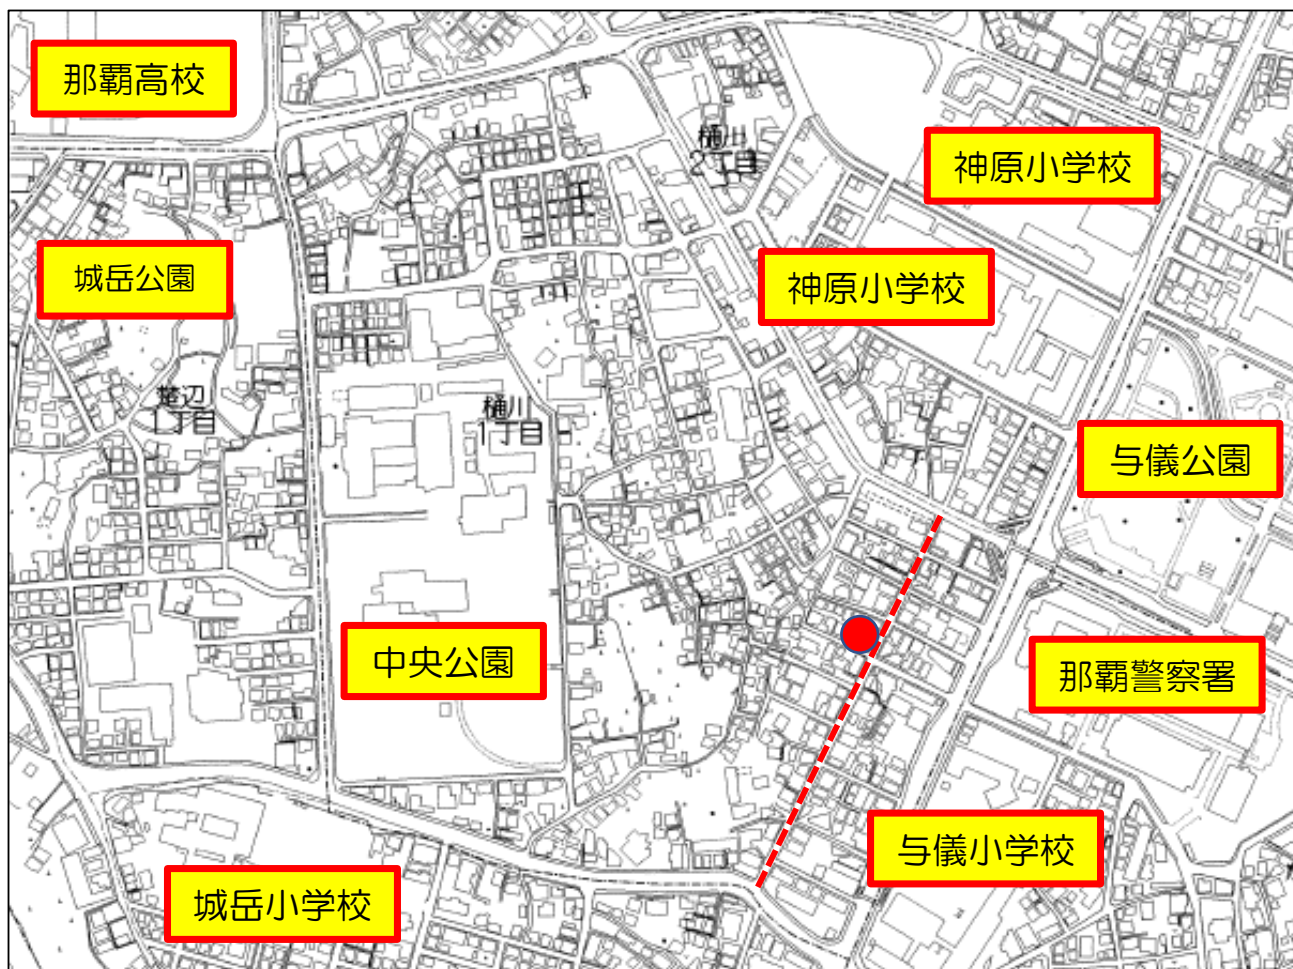 那覇高校
樋川
2丁目
神原小学校
城岳公園
神原小学校
楚辺
1丁目
樋川
1丁目
与儀公園
中央公園
那覇警察署
与儀小学校
城岳小学校